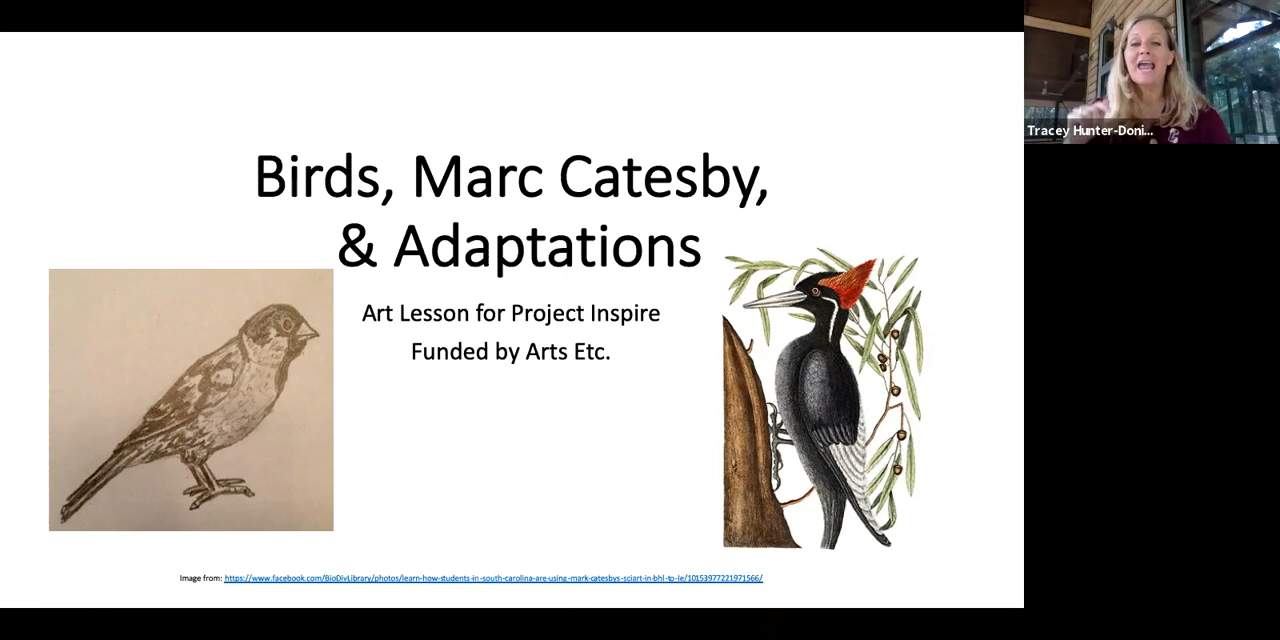 Birds, Marc Catesby,
& Adaptations
Art Lesson for Project Inspire
Funded by Arts Etc.
Image from: https://www.facebook.com/BioDivLibrary/photos/learn-how-students-in-south-carolina-are-using-mark-catesbys-sciart-in-bhl-to-le/10153977221971566/
Tracey Hunter-Doni...